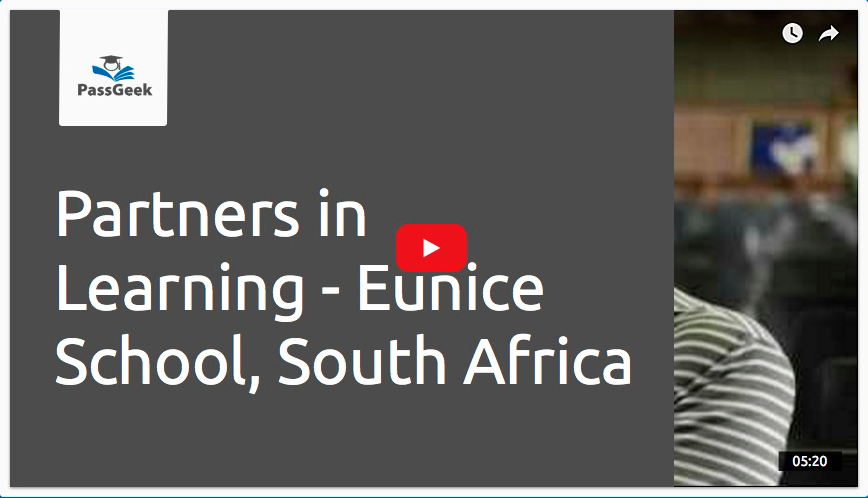 PassGeek
Partners in
Learning - Eunice
School, South Africa
05:20